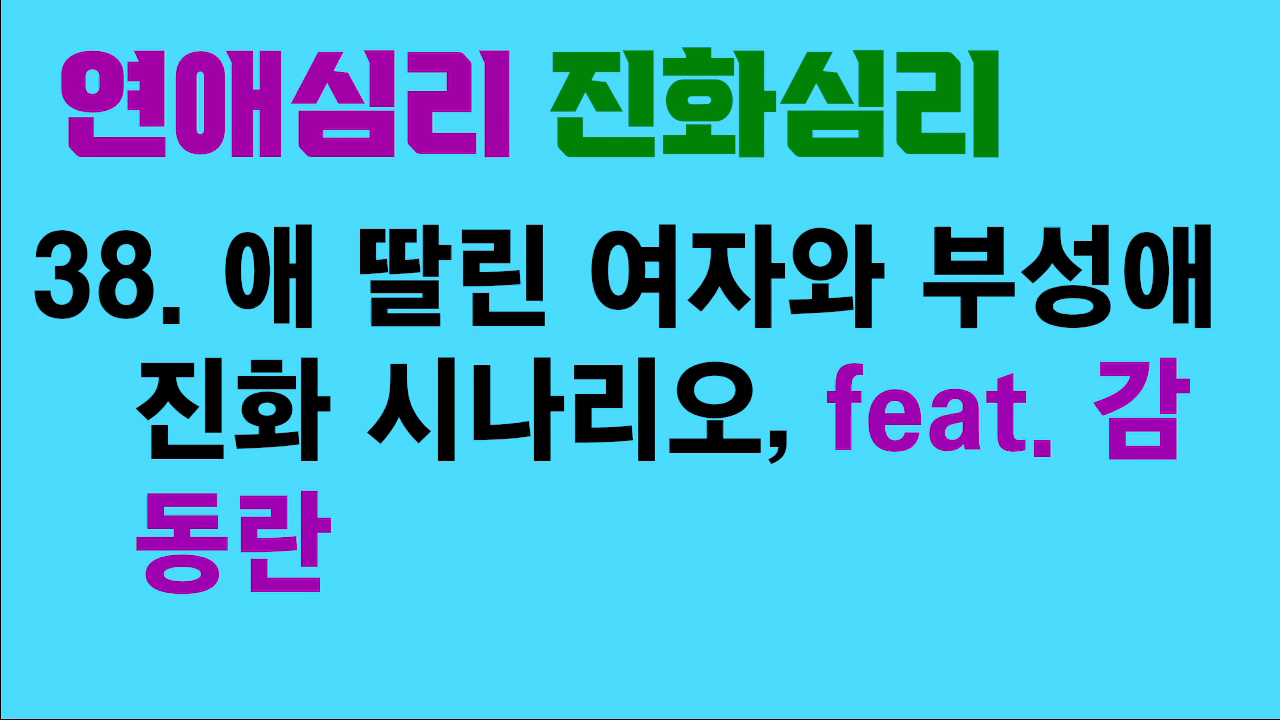 연애심리 진화심리
38. 애 딸린 여자와 부성애
진화 시나리오, feat. 감
동란